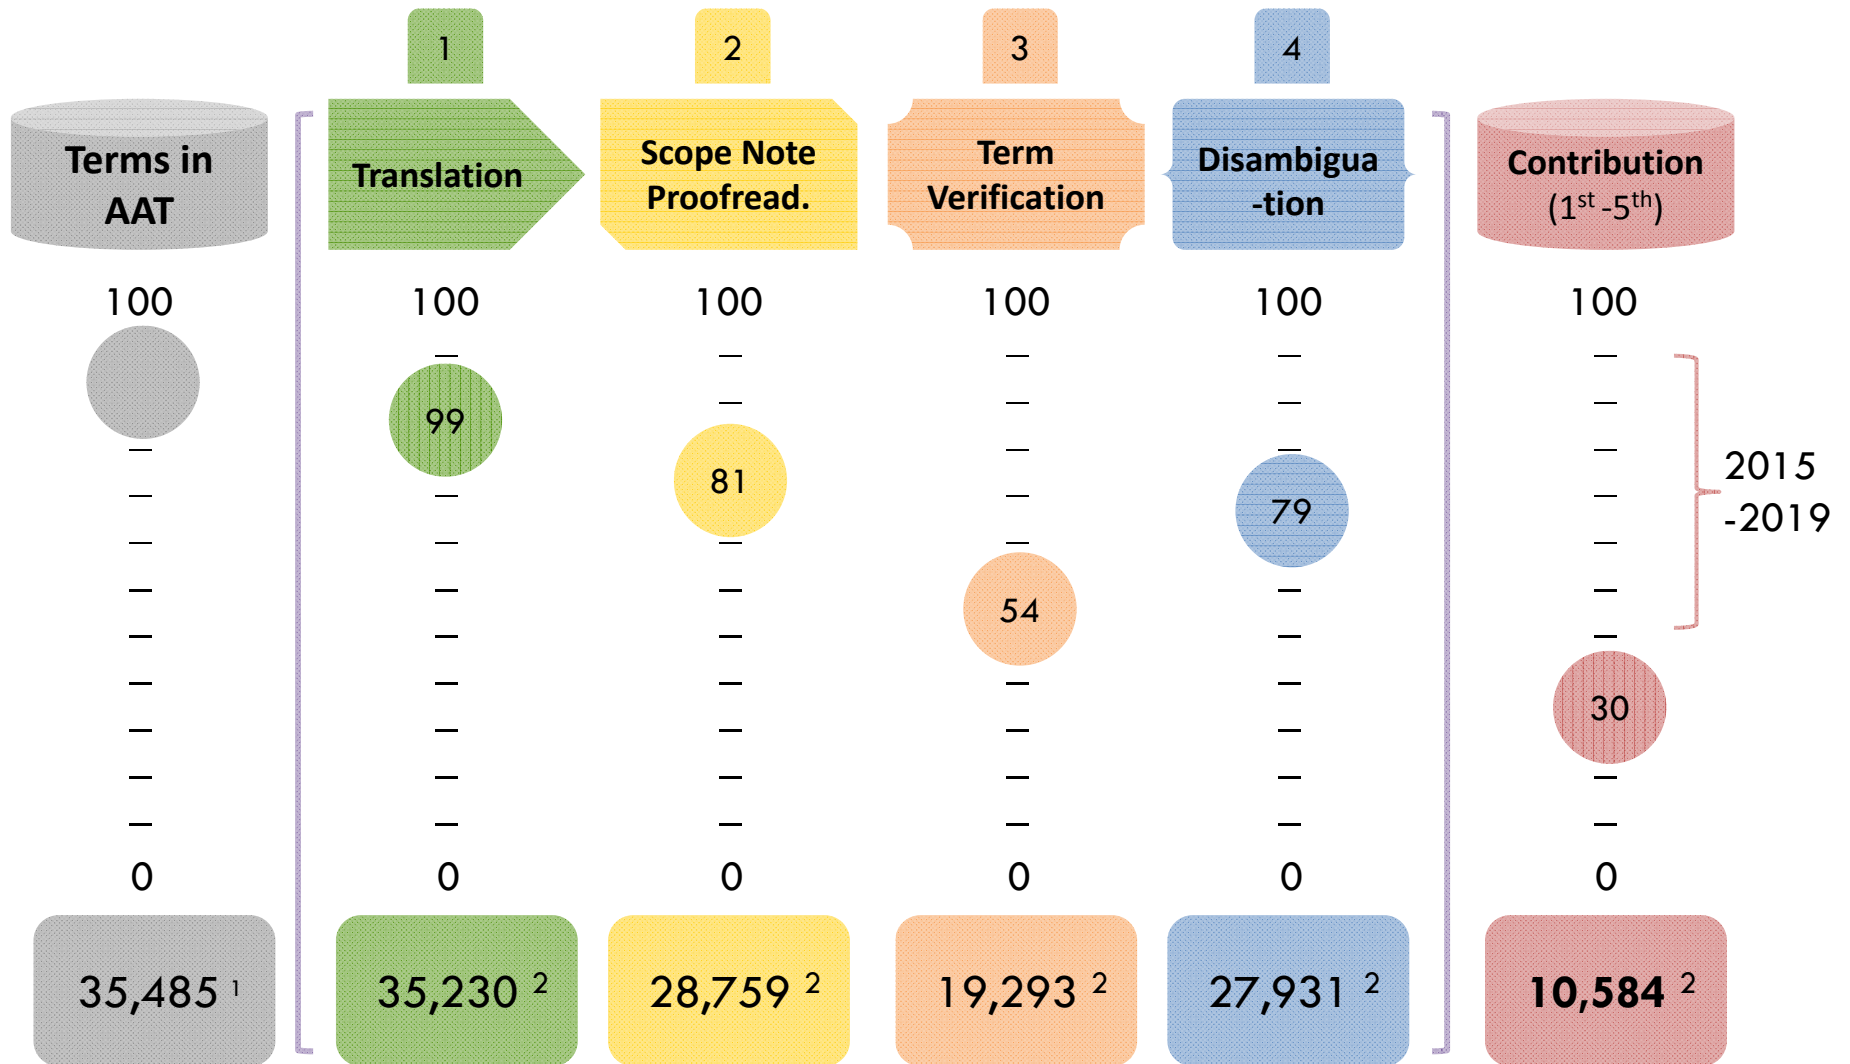 1
2
3
4
Terms in
AAT
Translation
Scope Note
Proofread.
Term
Verification
Disambigua
-tion
Contribution
(1st -5th)
100
100
100
100
100
100
99
81
54
79
30
2015
-2019
0
0
0
0
0
0
35,485 1
35,230 2
28,759 2
19,293 2
27,931 2
10,584 2